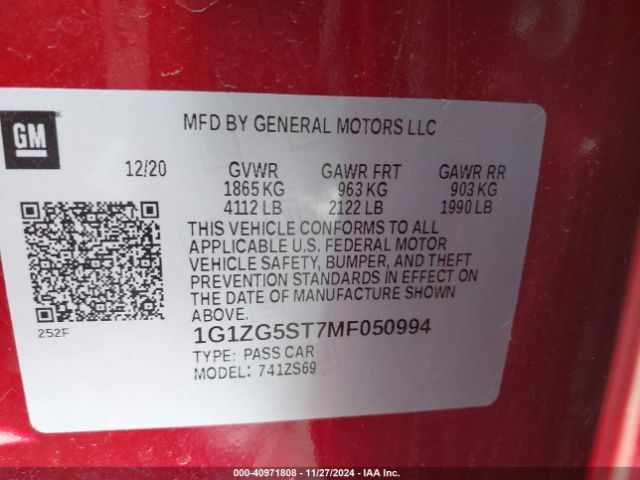 GM
MFD BY GENERAL MOTORS LLC
12/20 GVWR GAWR FRT GAWR RR
1865 KG 963 KG 903 KG
4112 LB 2122 LB 1990 LB
THIS VEHICLE CONFORMS TO ALL
APPLICABLE U.S. FEDERAL MOTOR
VEHICLE SAFETY, BUMPER, AND THEFT
PREVENTION STANDARDS IN EFFECT ON
THE DATE OF MANUFACTURE SHOWN
ABOVE.
252F
1G1ZG5ST7MF050994
TYPE: PASS CAR
MODEL: 741ZS69
000-40971808 - 11/27/2024 - IAA Inc.